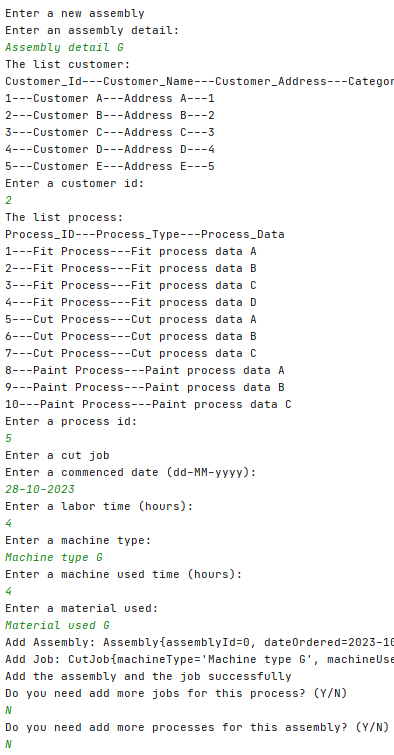 Enter a new assembly
Enter an assembly detail:
Assembly detail G
The list customer:
Customer_Id---Customer_Name---Customer_Address---Categor
1---Customer A---Address A---1
2---Customer B---Address B---2
3---Customer C---Address C---3
4---Customer D---Address D---4
5---Customer E---Address E---5
Enter a customer id:
2
The list process:
Process_ID---Process_Type---Process_Data
1---Fit Process---Fit process data A
2---Fit Process---Fit process data B
3---Fit Process---Fit process data C
4---Fit Process---Fit process data D
5---Cut Process---Cut process data A
6---Cut Process---Cut process data B
7---Cut Process---Cut process data C
8---Paint Process---Paint process data A
9---Paint Process---Paint process data B
10---Paint Process---Paint process data C
Enter a process id:
5
Enter a cut job
Enter a commenced date (dd-MM-yyyy):
28-10-2023
Enter a labor time (hours):
4
Enter a machine type:
Machine type G
Enter a machine used time (hours):
4
Enter a material used:
Material used G
Add Assembly: Assembly{assemblyId=0, dateOrdered=2023-10
Add Job: CutJob{machineType='Machine type G', machineUse
Add the assembly and the job successfully
Do you need add more jobs for this process? (Y/N)
N
Do you need add more processes for this assembly? (Y/N)
N